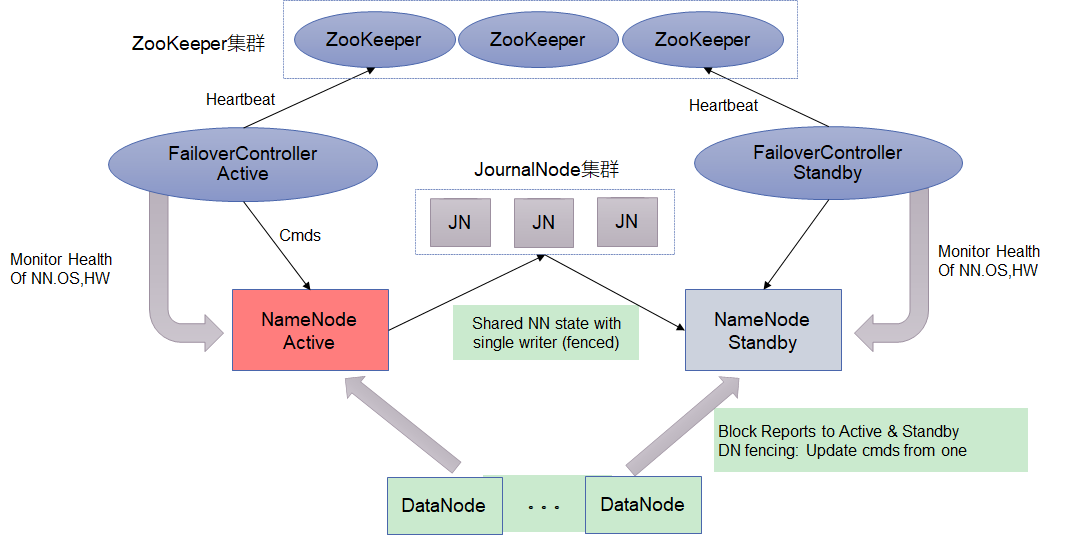 ZooKeeper集群
ZooKeeper
ZooKeeper
ZooKeeper
Heartbeat
Heartbeat
FailoverController
Active
FailoverController
Standby
JournalNode集群
JN
JN
JN
Cmds
Monitor Health
Of NN.OS,HW
Monitor Health
Of NN.OS,HW
NameNode
Active
Shared NN state with
single writer (fenced)
NameNode
Standby
Block Reports to Active & Standby
DN fencing: Update cmds from one
DataNode
...
DataNode